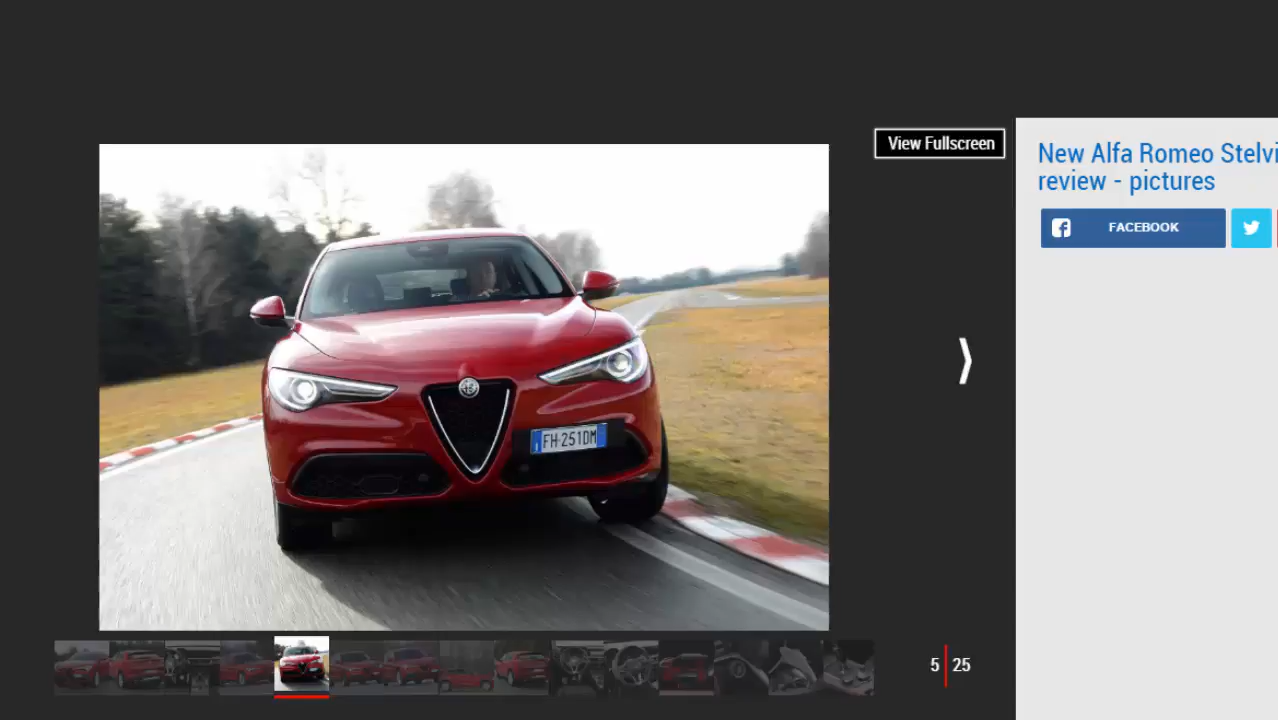 View Fullscreen
New Alfa Romeo Stelvi
review - pictures
FACEBOOK
FH 251DM
5 25